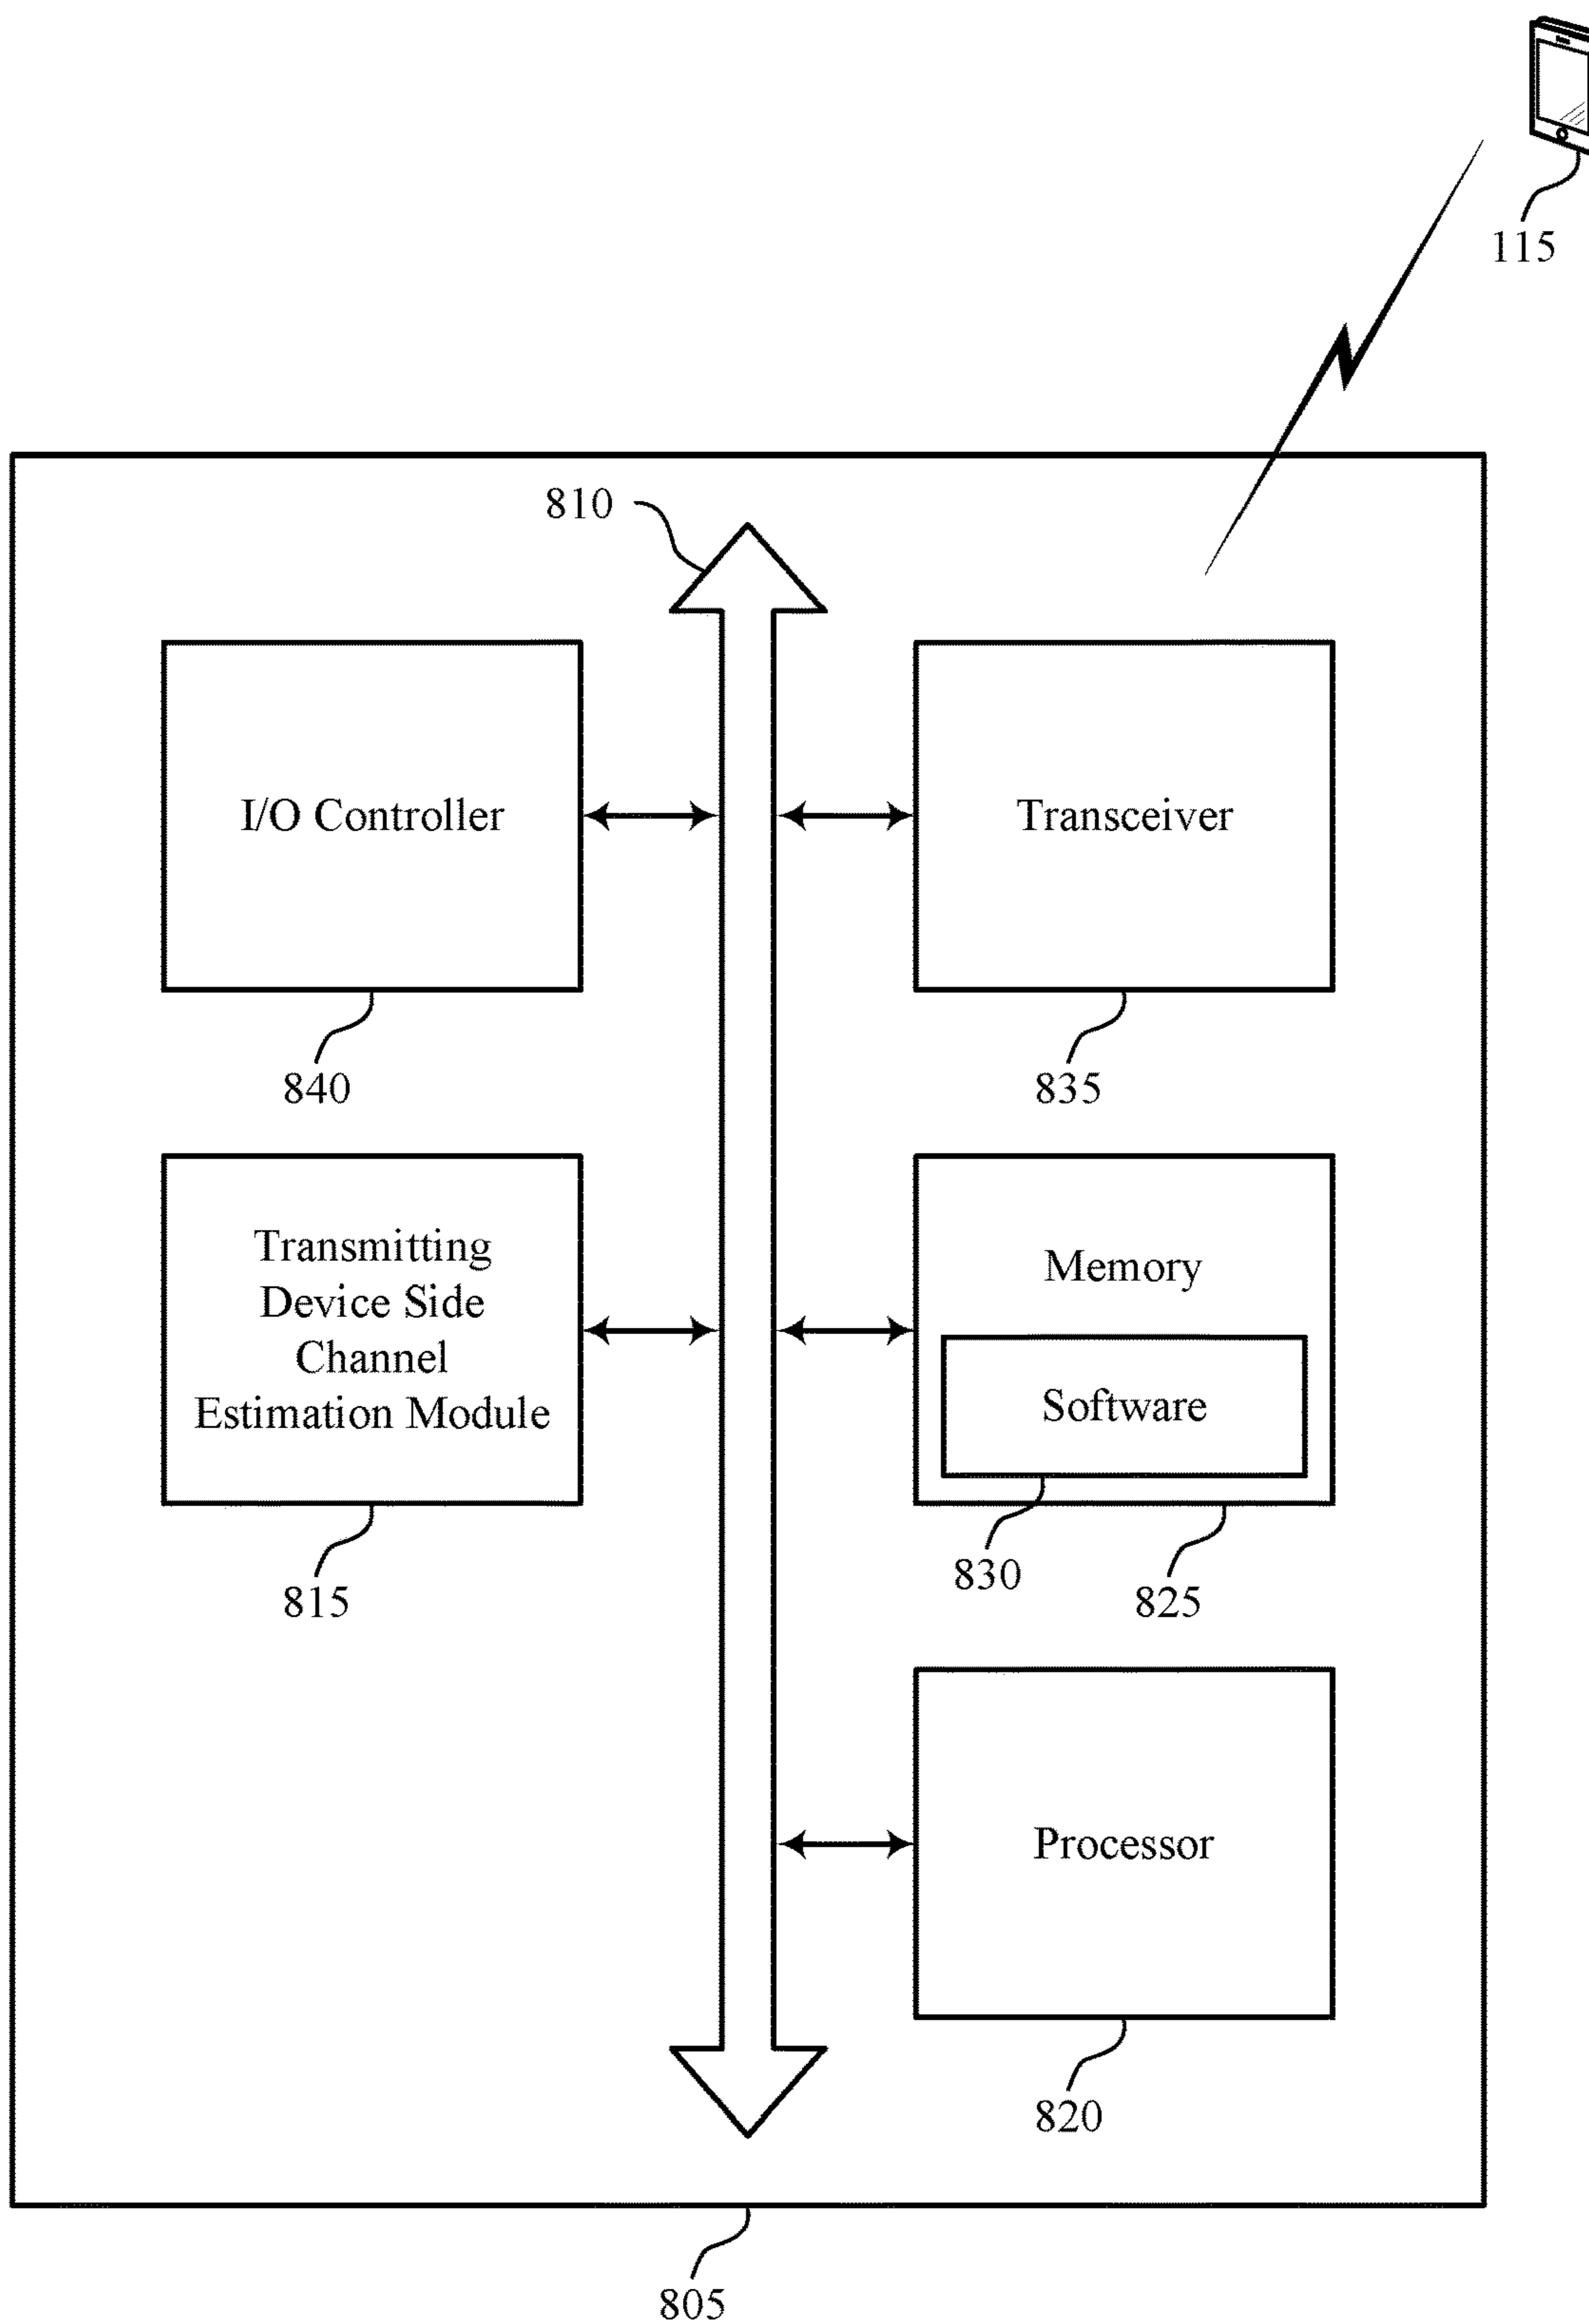 115
810
I/O Controller
Transceiver
840
835
Transmitting
Device Side
Channel
Estimation Module
Memory
Software
830
825
815
Processor
820
805